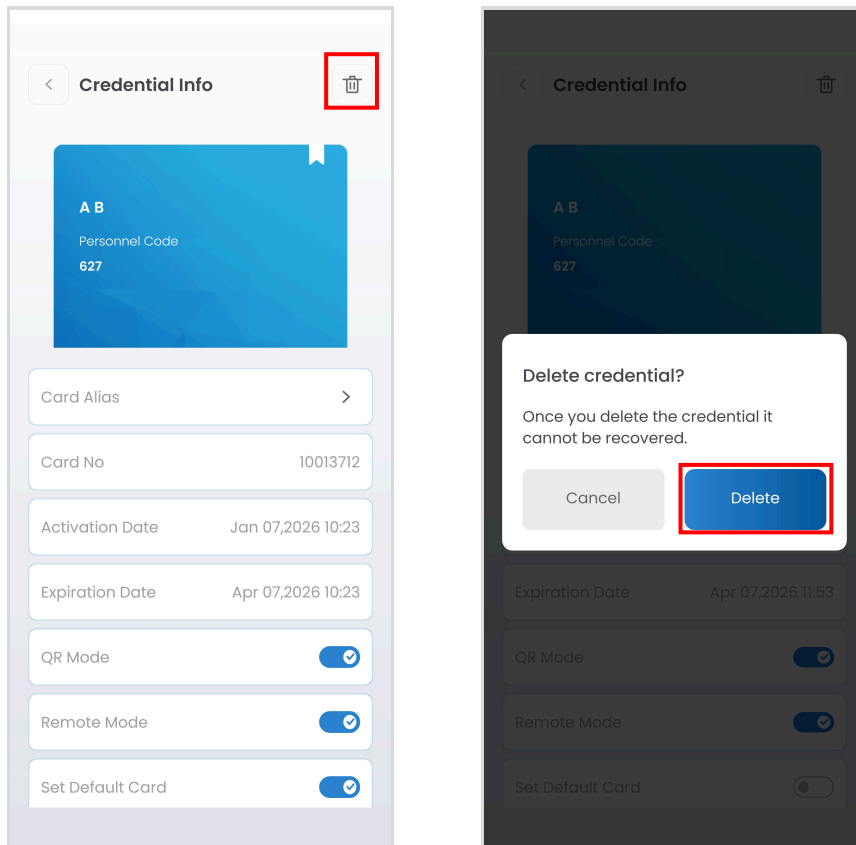 Credential Info
A B
Personnel Code
627
Card Alias
Card No 10013712
Activation Date Jan 07,2026 10:23
Expiration Date Apr 07,2026 10:23
QR Mode
Remote Mode
Set Default Card
Credential Info
A B
Personnel Code
627
Delete credential?
Once you delete the credential it
cannot be recovered.
Cancel Delete
Expiration Date Apr 07,2026 11:53
QR Mode
Remote Mode
Set Default Card